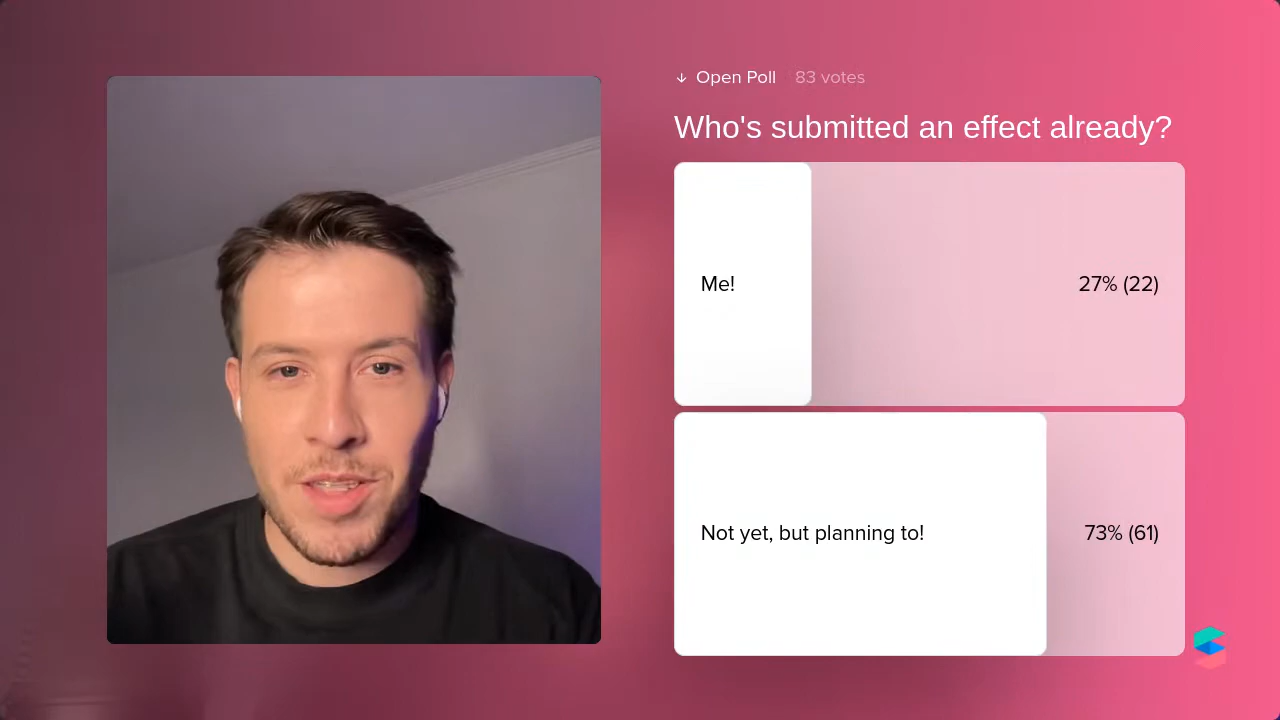 ↓ Open Poll 83 votes
Who's submitted an effect already?
Me! 27% (22)
Not yet, but planning to! 73% (61)